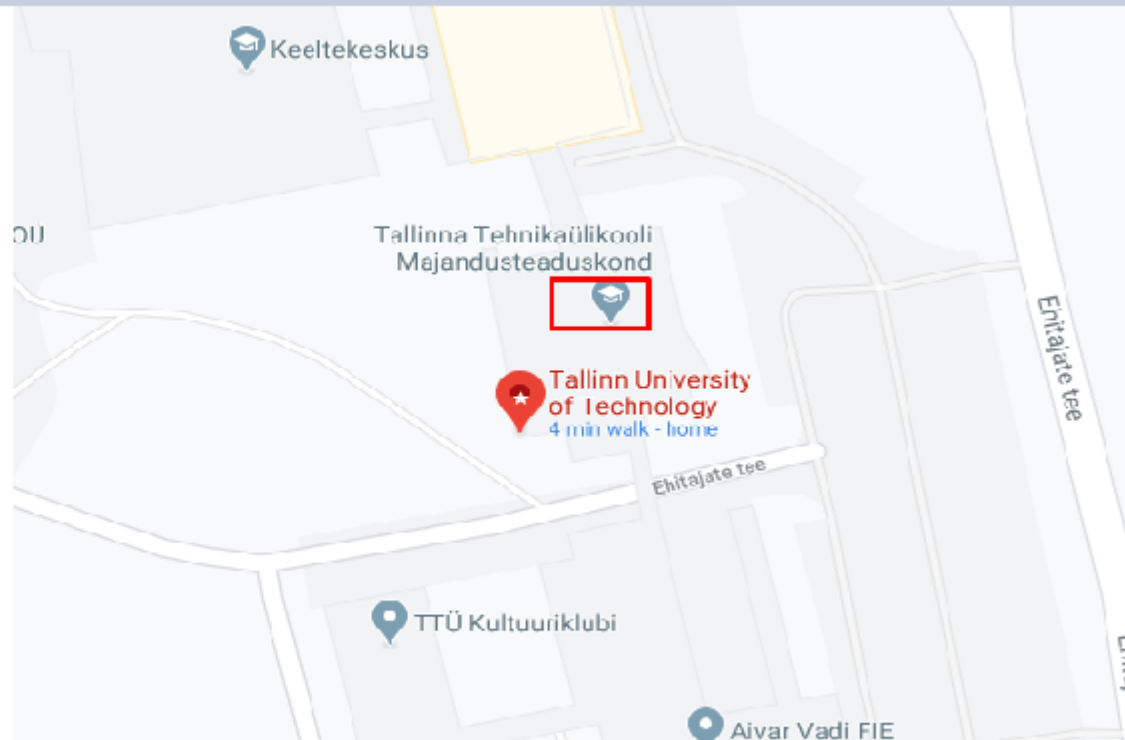 Keeltekeskus
OU
Tallinna Tehnikaülikooli
Majandusteaduskond
Ehitajate tee
Tallinn University
of Technology
4 min walk - home
Ehitajate tee
TTÜ Kultuuriklubi
Aivar Vadi FIE